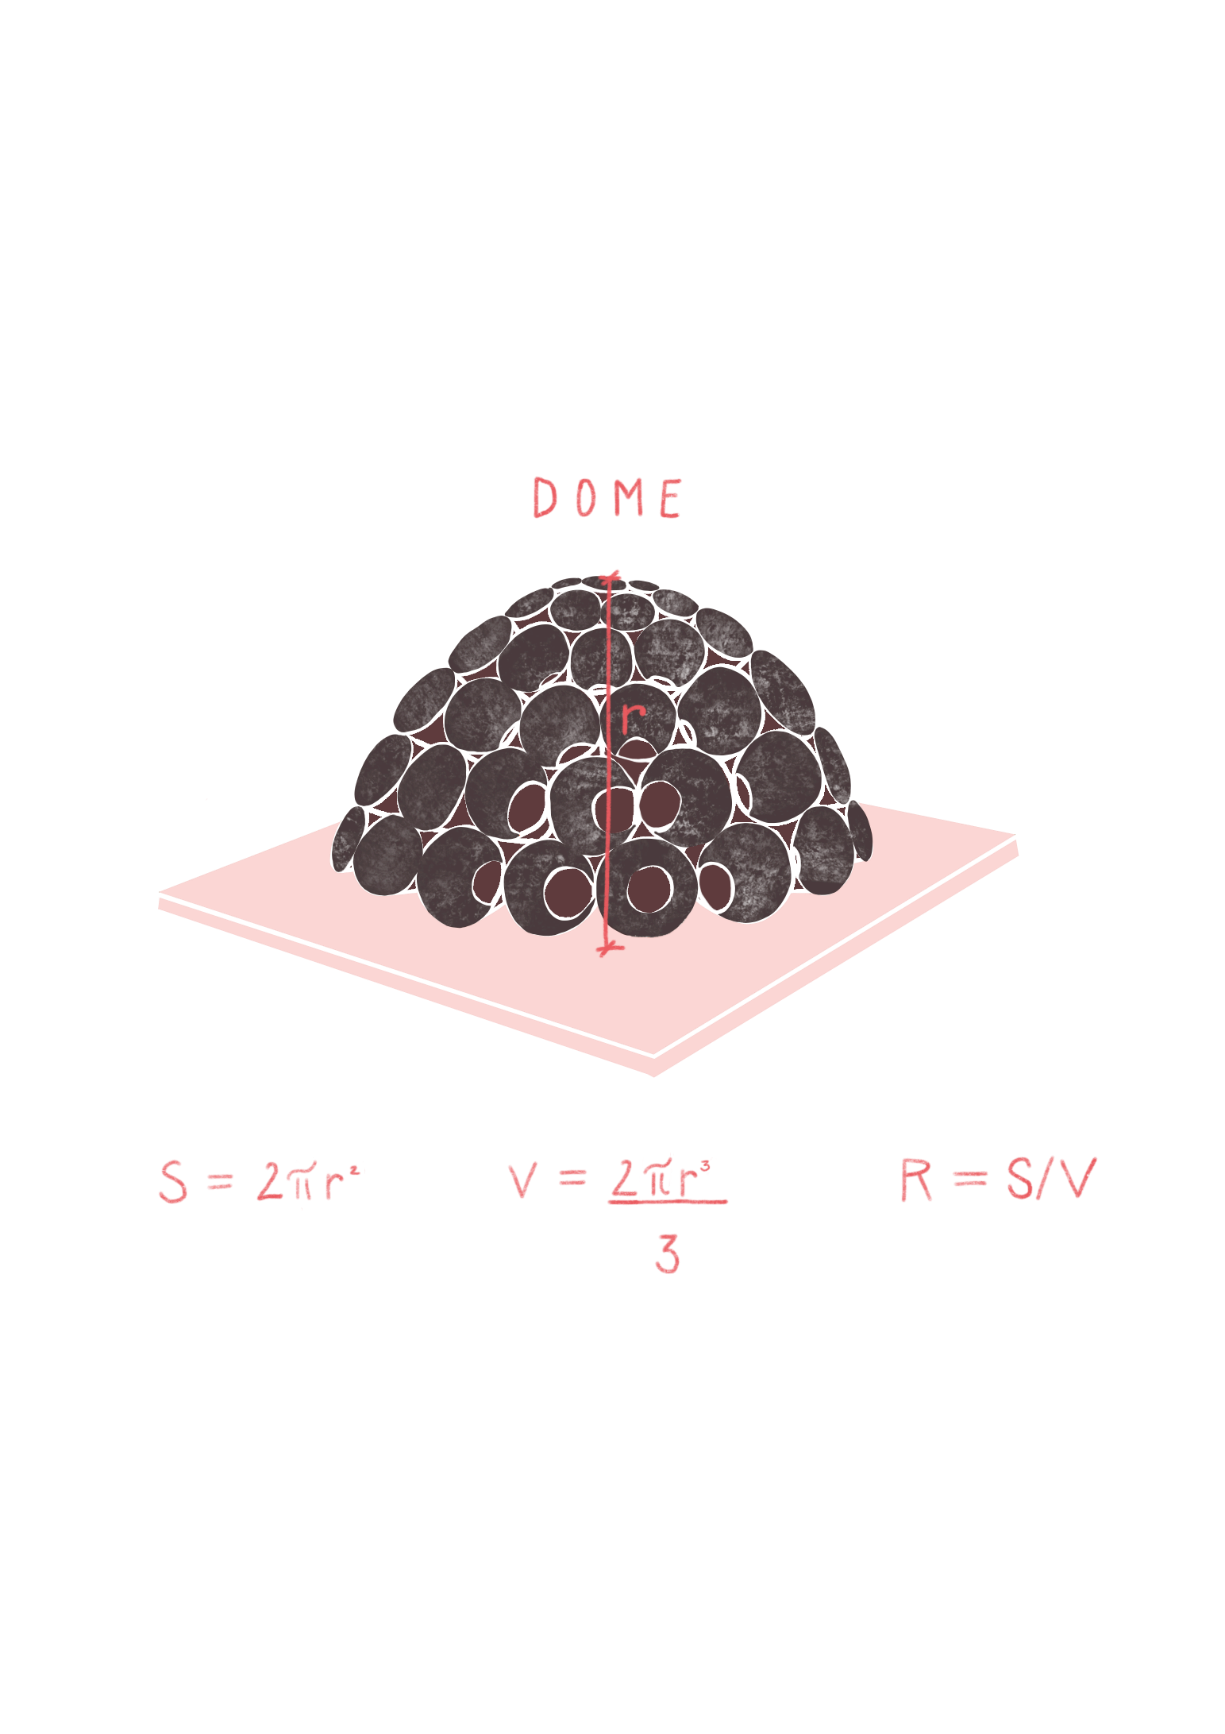 DOME
r
S = 2πr² V = 2πr³ R = S/V
3